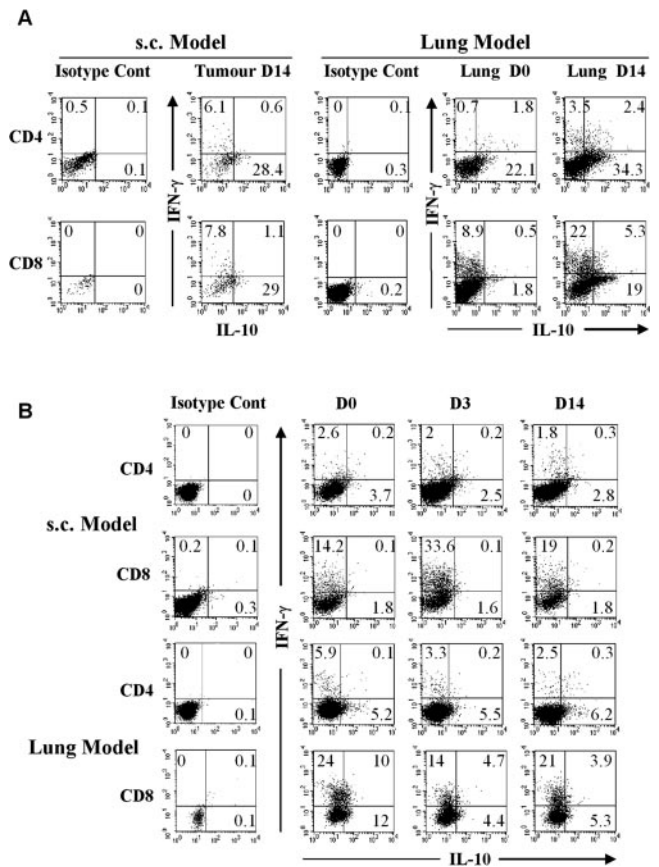 A
s.c. Model Lung Model
Isotype Cont Tumour D14 Isotype Cont Lung D0 Lung D14
CD4
0.5 0.1 0.1
6.1 0.6 28.4
0 0.1 0.3
0.7 1.8 22.1
3.5 2.4 34.3
CD8
0 0 0
7.8 1.1 29
0 0 0.2
8.9 0.5 1.8
22 5.3 19
IFN-γ
IFN-γ
IL-10 IL-10
B
Isotype Cont D0 D3 D14
s.c. Model
CD4
0 0 0
2.6 0.2 3.7
2 0.2 2.5
1.8 0.3 2.8
CD8
0.2 0.1 0.3
14.2 0.1 1.8
33.6 0.1 1.6
19 0.2 1.8
IFN-γ
Lung Model
CD4
0 0 0.1
5.9 0.1 5.2
3.3 0.2 5.5
2.5 0.3 6.2
CD8
0 0.1 0.1
24 10 12
14 4.7 4.4
21 3.9 5.3
IL-10